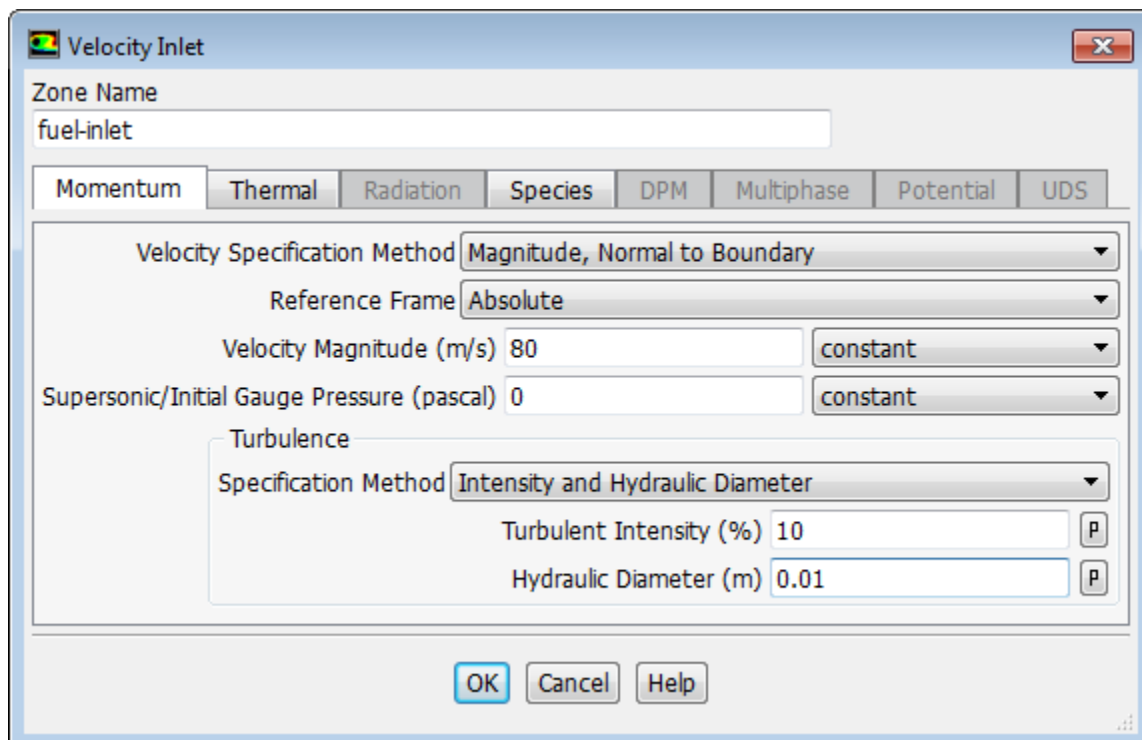 Velocity Inlet
Zone Name
fuel-inlet
Momentum Thermal Radiation Species DPM Multiphase Potential UDS
Velocity Specification Method Magnitude, Normal to Boundary
Reference Frame Absolute
Velocity Magnitude (m/s) 80 constant
Supersonic/Initial Gauge Pressure (pascal) 0 constant
Turbulence
Specification Method Intensity and Hydraulic Diameter
Turbulent Intensity (%) 10 P
Hydraulic Diameter (m) 0.01 P
OK Cancel Help